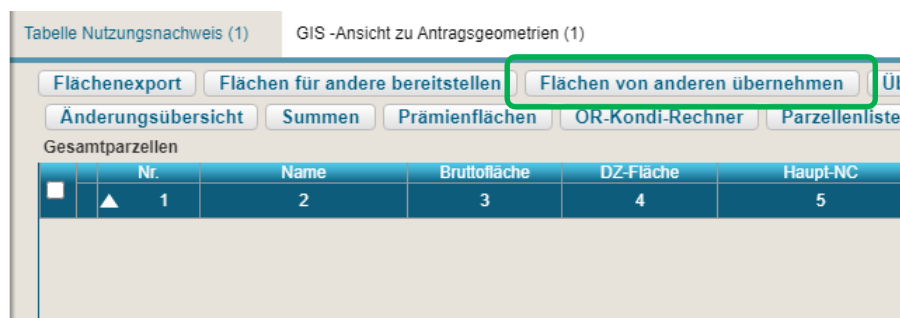 Tabelle Nutzungsnachweis (1) GIS -Ansicht zu Antragsgeometrien (1)
Flächenexport Flächen für andere bereitstellen Flächen von anderen übernehmen
Änderungsübersicht Summen Prämienflächen OR-Kondi-Rechner Parzellenliste
Gesamtparzellen
Nr. Name Bruttofläche DZ-Fläche Haupt-NC
1 2 3 4 5